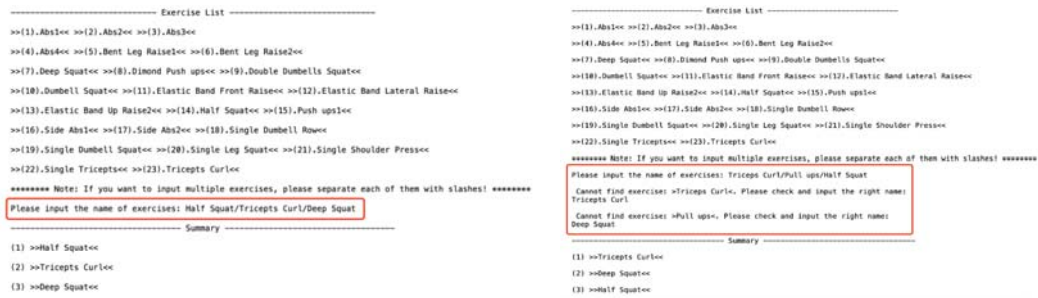 ---------------------------- Exercise List ----------------------------
>>(1).Abs1<< >>(2).Abs2<< >>(3).Abs3<<
>>(4).Abs4<< >>(5).Bent Leg Raise1<< >>(6).Bent Leg Raise2<<
>>(7).Deep Squat<< >>(8).Dimond Push ups<< >>(9).Double Dumbells Squat<<
>>(10).Dumbell Squat<< >>(11).Elastic Band Front Raise<< >>(12).Elastic Band Lateral Raise<<
>>(13).Elastic Band Up Raise2<< >>(14).Half Squat<< >>(15).Push ups1<<
>>(16).Side Abs1<< >>(17).Side Abs2<< >>(18).Single Dumbell Row<<
>>(19).Single Dumbell Squat<< >>(20).Single Leg Squat<< >>(21).Single Shoulder Press<<
>>(22).Single Tricepts<< >>(23).Tricepts Curl<<
******** Note: If you want to input multiple exercises, please separate each of them with slashes! ********
Please input the name of exercises: Half Squat/Tricepts Curl/Deep Squat
--------------------------------- Summary ---------------------------------
(1) >>Half Squat<<
(2) >>Tricepts Curl<<
(3) >>Deep Squat<<
---------------------------- Exercise List ----------------------------
>>(1).Abs1<< >>(2).Abs2<< >>(3).Abs3<<
>>(4).Abs4<< >>(5).Bent Leg Raise1<< >>(6).Bent Leg Raise2<<
>>(7).Deep Squat<< >>(8).Dimond Push ups<< >>(9).Double Dumbells Squat<<
>>(10).Dumbell Squat<< >>(11).Elastic Band Front Raise<< >>(12).Elastic Band Lateral Raise<<
>>(13).Elastic Band Up Raise2<< >>(14).Half Squat<< >>(15).Push ups1<<
>>(16).Side Abs1<< >>(17).Side Abs2<< >>(18).Single Dumbell Row<<
>>(19).Single Dumbell Squat<< >>(20).Single Leg Squat<< >>(21).Single Shoulder Press<<
>>(22).Single Tricepts<< >>(23).Tricepts Curl<<
******** Note: If you want to input multiple exercises, please separate each of them with slashes! ********
Please input the name of exercises: Triceps Curl/Pull ups/Half Squat
Cannot find exercise: >Triceps Curl<. Please check and input the right name:
Tricepts Curl
Cannot find exercise: >Pull ups<. Please check and input the right name:
Deep Squat
--------------------------------- Summary ---------------------------------
(1) >>Tricepts Curl<<
(2) >>Deep Squat<<
(3) >>Half Squat<<